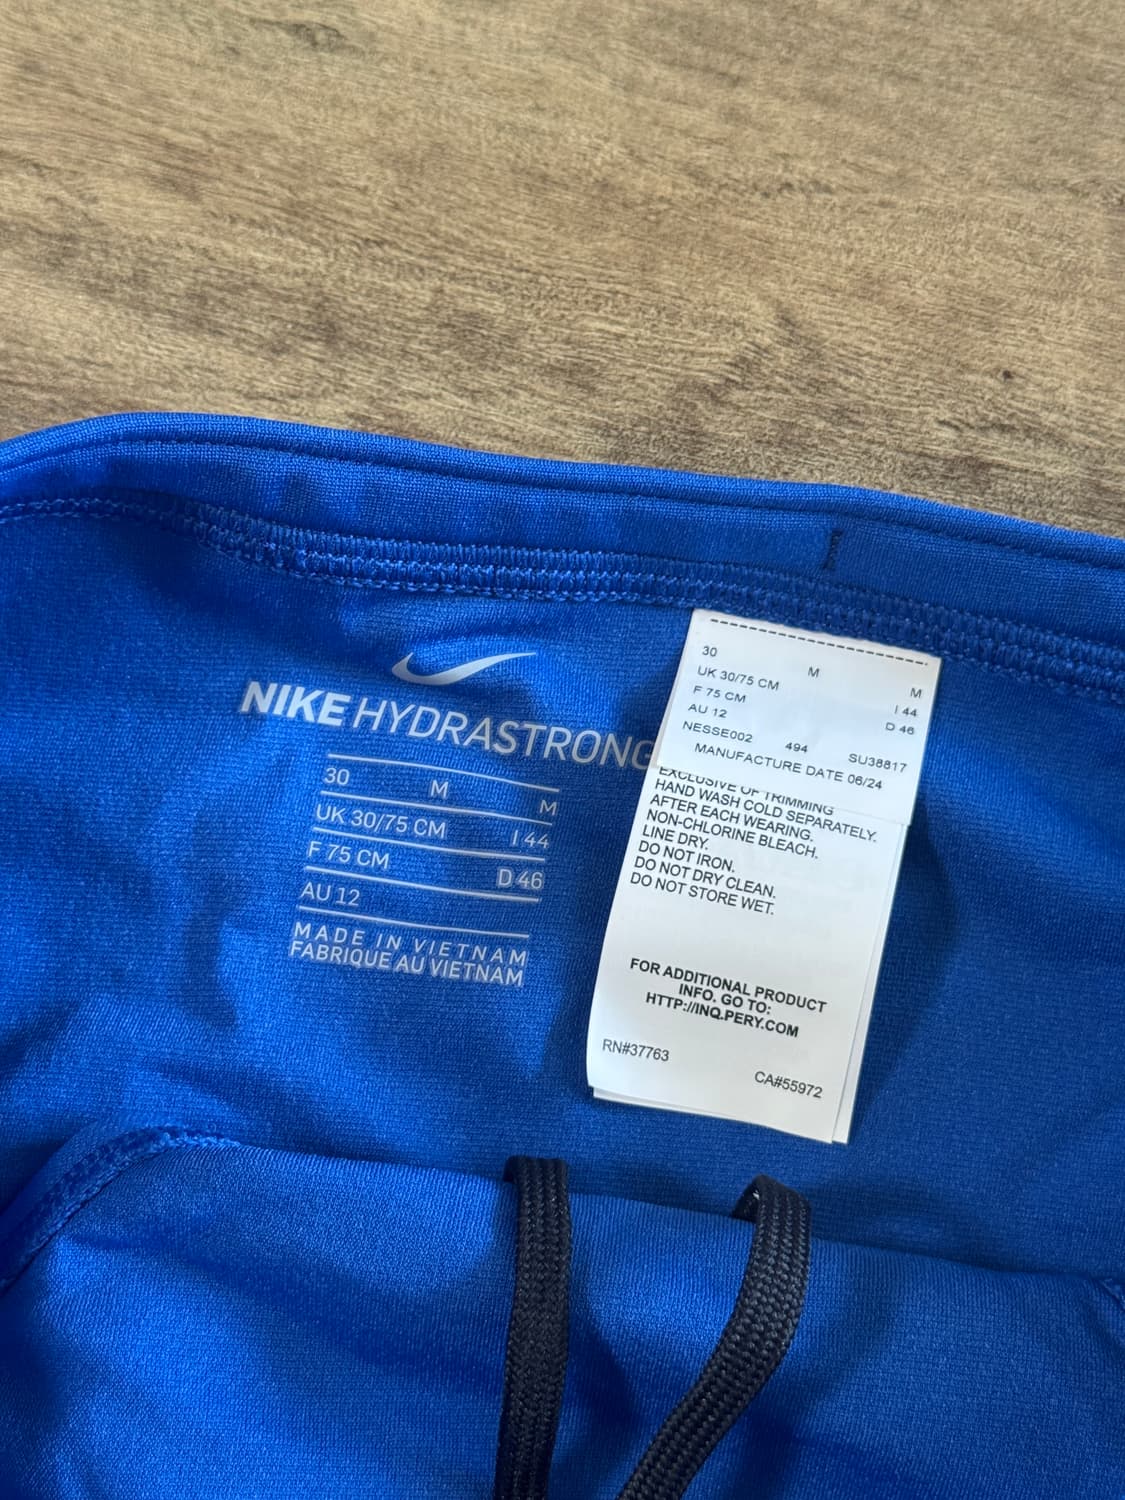 NIKE HYDRASTRONG
30 M M
UK 30/75 CM I 44
F 75 CM D 46
AU 12
MADE IN VIETNAM
FABRIQUE AU VIETNAM
30 M M
UK 30/75 CM I 44
F 75 CM D 46
AU 12
NESSE002 494 SU38817
MANUFACTURE DATE 06/24
EXCLUSIVE OF TRIMMING
HAND WASH COLD SEPARATELY.
AFTER EACH WEARING.
NON-CHLORINE BLEACH.
LINE DRY.
DO NOT IRON.
DO NOT DRY CLEAN.
DO NOT STORE WET.
FOR ADDITIONAL PRODUCT
INFO. GO TO:
HTTP://INQ.PERY.COM
RN#37763
CA#55972